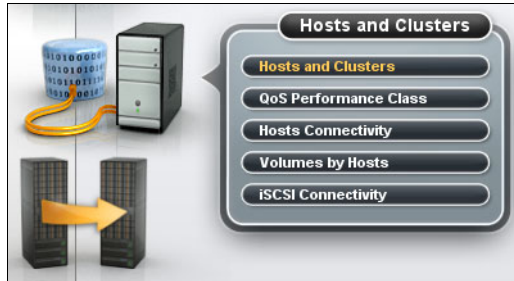 Hosts and Clusters
Hosts and Clusters
QoS Performance Class
Hosts Connectivity
Volumes by Hosts
iSCSI Connectivity